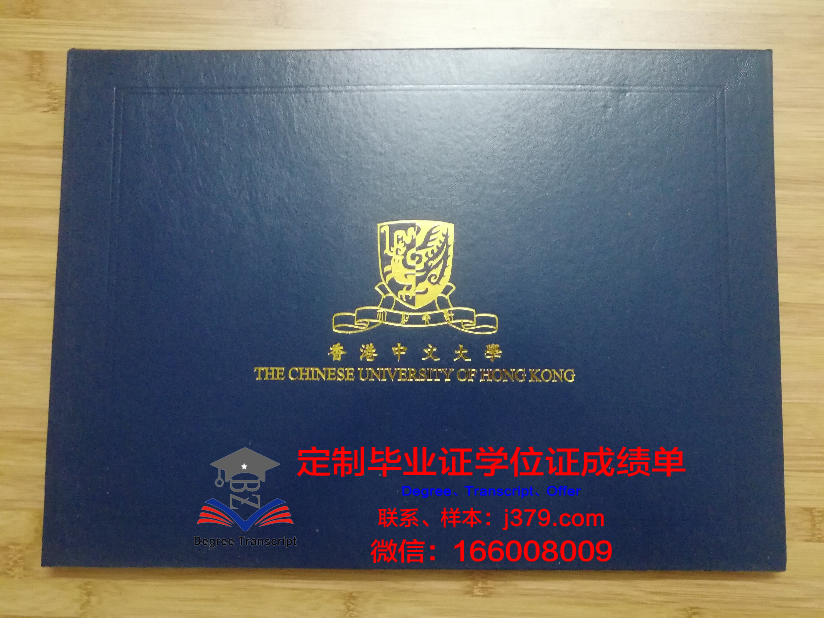 香港中文大學
THE CHINESE UNIVERSITY OF HONG KONG
定制毕业证学位证成绩单
Degree、Transcript、Offer
联系、样本：j379.com
微信：166008009
BZ
Degree Transcript